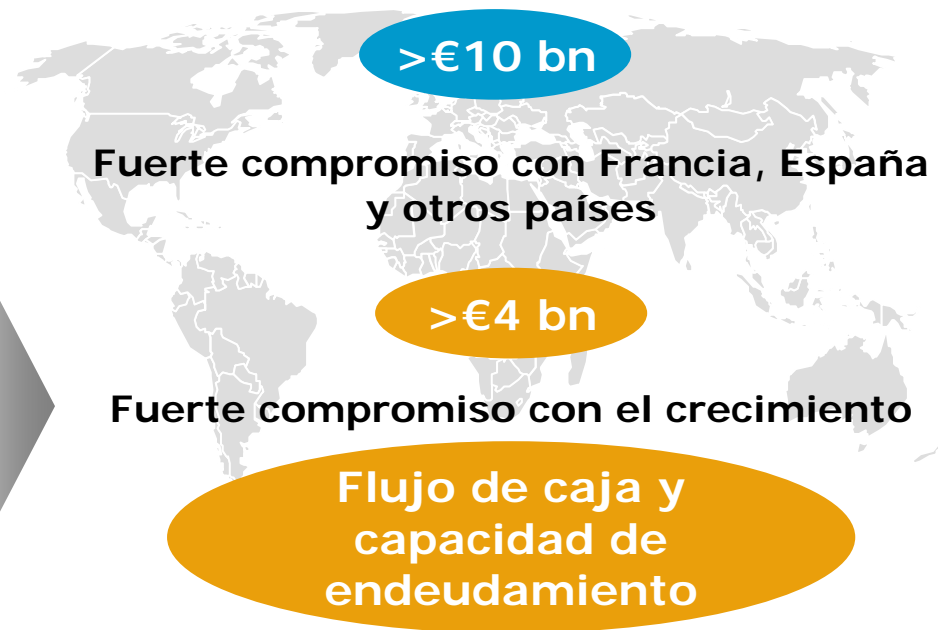 >€10 bn
Fuerte compromiso con Francia, España
y otros países
>€4 bn
Fuerte compromiso con el crecimiento
Flujo de caja y
capacidad de
endeudamiento